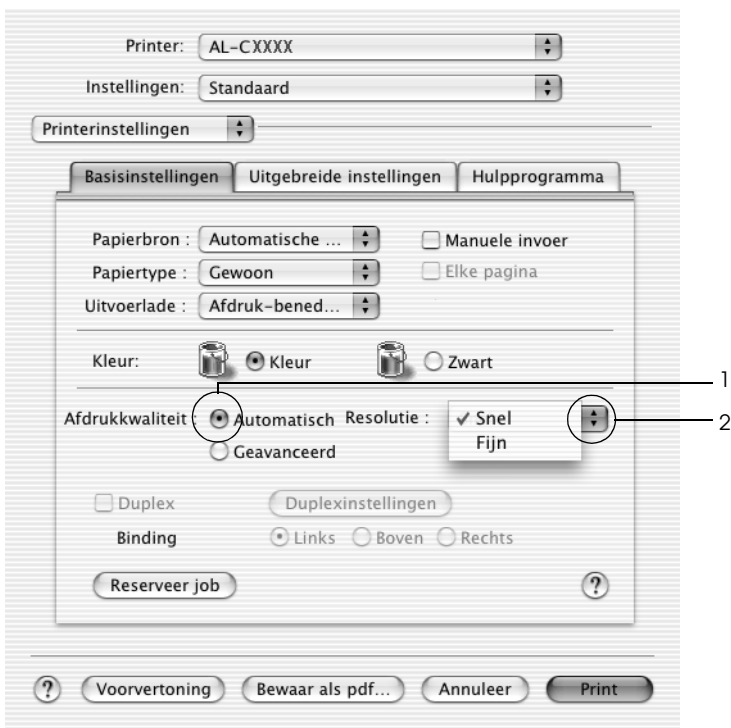 Printer: AL-CXXXX
Instellingen: Standaard
Printerinstellingen
Basisinstellingen Uitgebreide instellingen Hulpprogramma
Papierbron : Automatische ... Manuele invoer
Papiertype : Gewoon Elke pagina
Uitvoerlade : Afdruk-bened...
Kleur: Kleur Zwart
1
Afdrukkwaliteit : Automatisch Resolutie : ✓ Snel 2
Geavanceerd Fijn
Duplex Duplexinstellingen
Binding Links Boven Rechts
Reserveer job ?
? Voorvertoning Bewaar als pdf... Annuleer Print